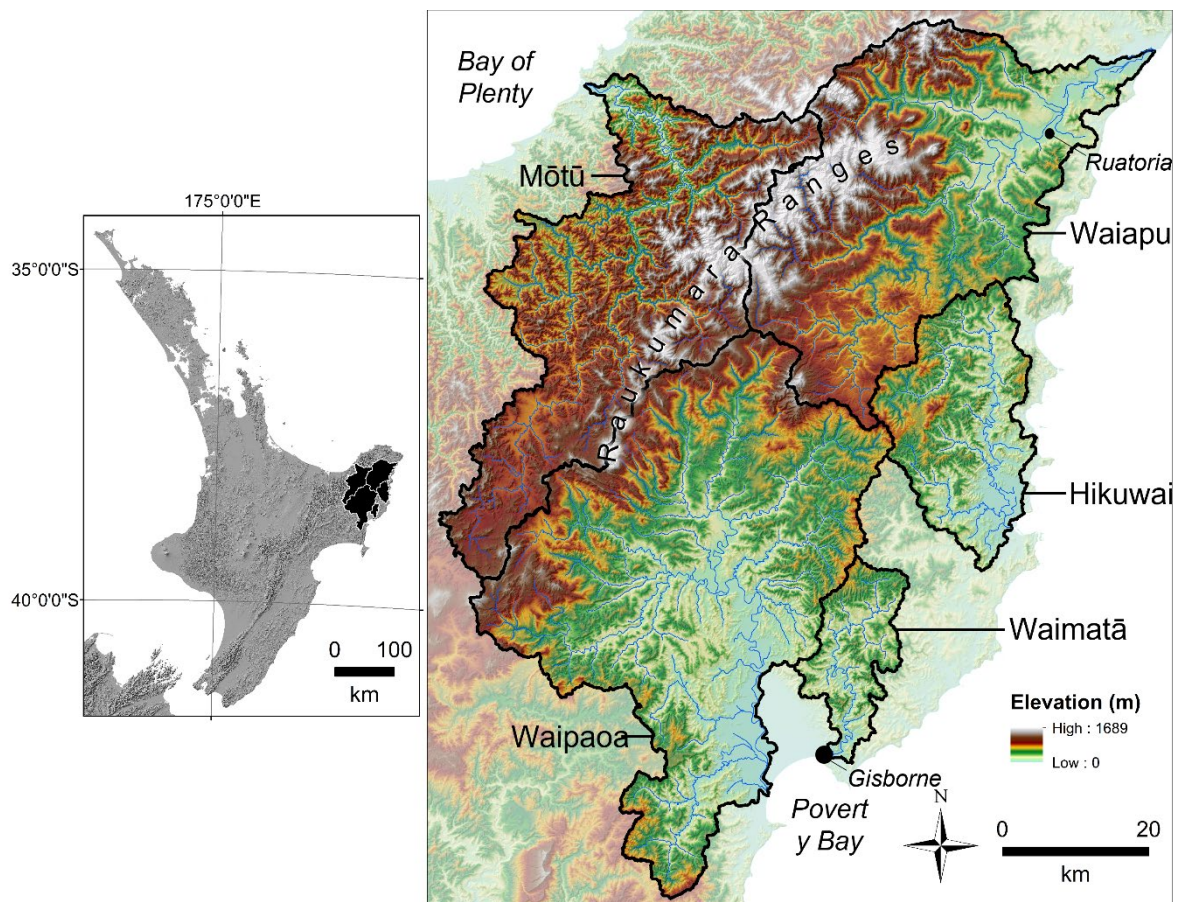 175°0'0"E
35°0'0"S
40°0'0"S
0 100
km
Bay of
Plenty
Mōtū
Raukumara Ranges
Ruatoria
Waiapu
Hikuwai
Waimatā
Waipaoa
Elevation (m)
High : 1689
Low : 0
Gisborne
Povert
y Bay
N
0 20
km